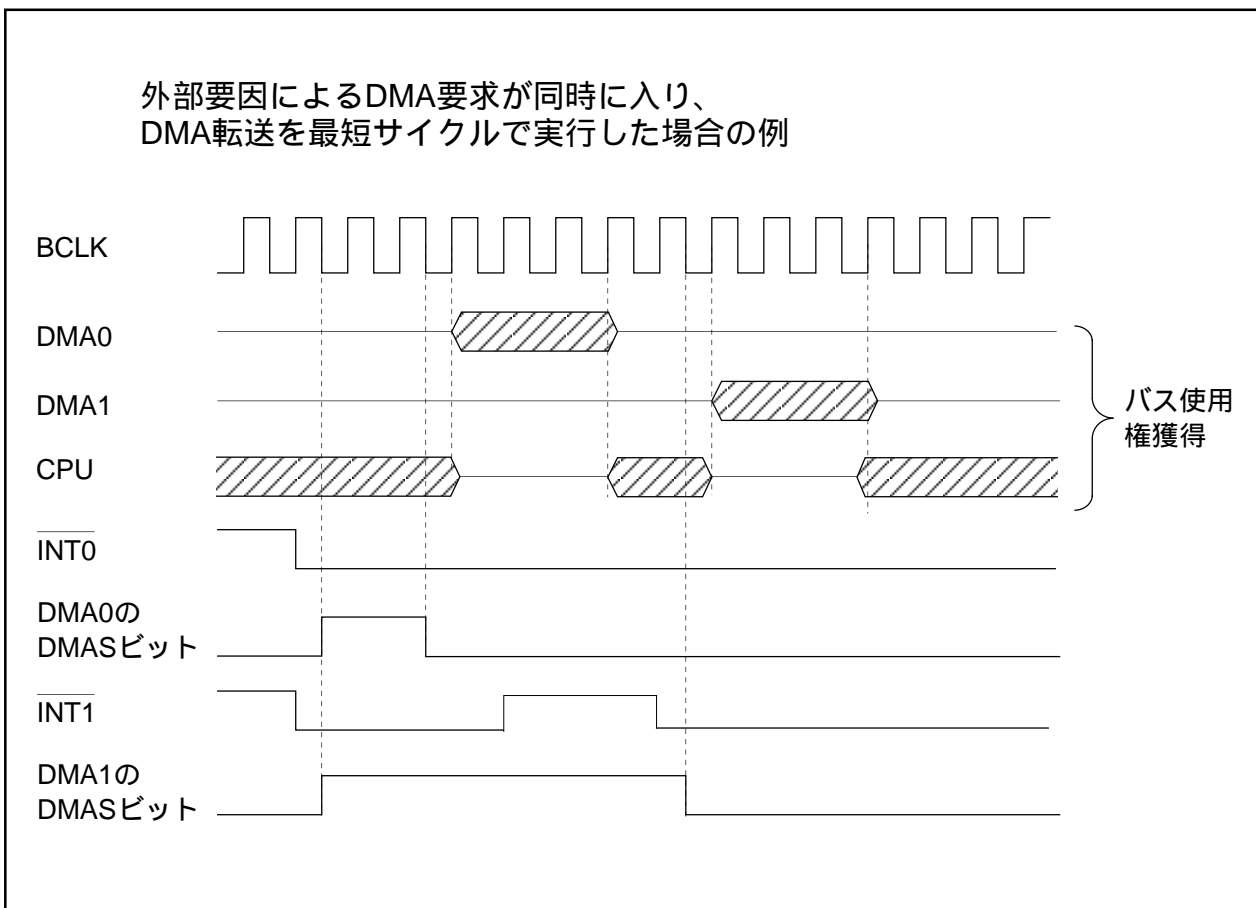 外部要因によるDMA要求が同時に入り、
DMA転送を最短サイクルで実行した場合の例
BCLK
DMA0
DMA1
CPU
バス使用
権獲得
INT0
DMA0の
DMASビット
INT1
DMA1の
DMASビット